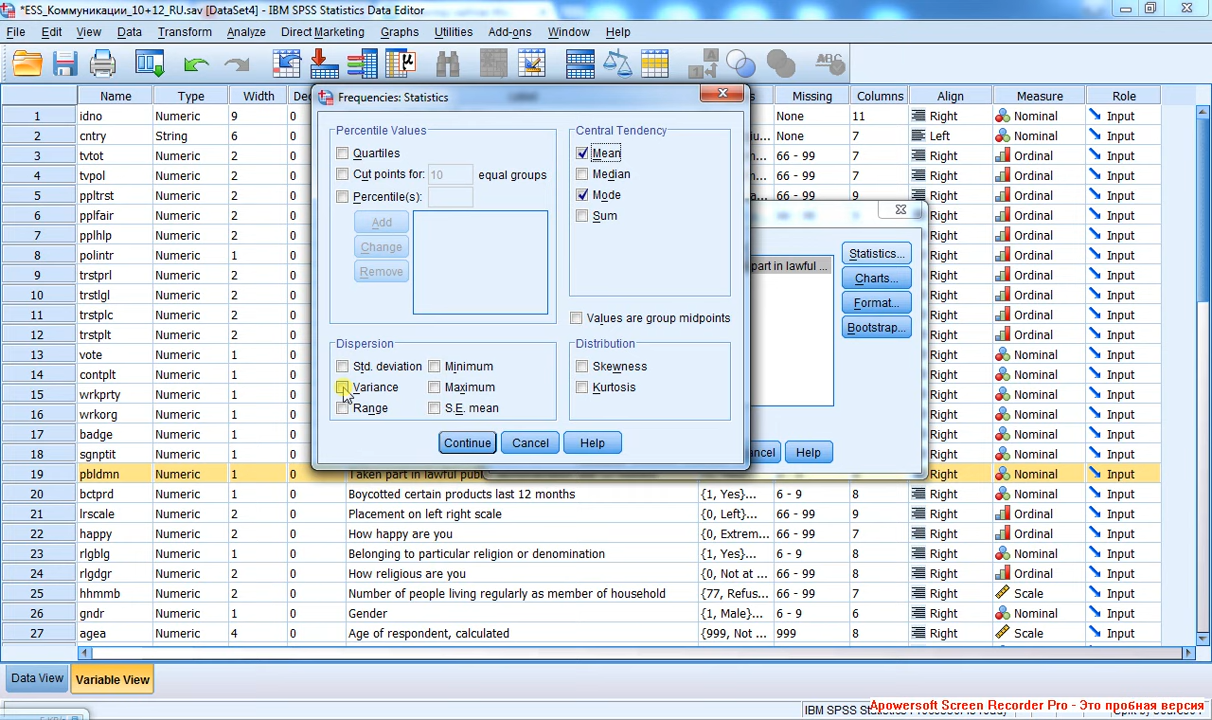 *ESS_Коммуникации_10+12_RU.sav [DataSet4] - IBM SPSS Statistics Data Editor
File Edit View Data Transform Analyze Direct Marketing Graphs Utilities Add-ons Window Help
Name Type Width Missing Columns Align Measure Role
1 idno Numeric 9 None 11 Right Nominal Input
2 cntry String 6 None 7 Left Nominal Input
3 tvtot Numeric 2 66 - 99 7 Right Ordinal Input
4 tvpol Numeric 2 66 - 99 7 Right Ordinal Input
5 ppltrst Numeric 2 0 66 - 99 9 Right Ordinal Input
6 pplfair Numeric 2 0 Right Ordinal Input
7 pplhlp Numeric 2 0 Right Ordinal Input
8 polintr Numeric 1 0 Right Ordinal Input
9 trstprl Numeric 2 0 Right Ordinal Input
10 trstlgl Numeric 2 0 Right Ordinal Input
11 trstplc Numeric 2 0 Right Ordinal Input
12 trstplt Numeric 2 0 Right Ordinal Input
13 vote Numeric 1 0 Right Nominal Input
14 contplt Numeric 1 0 Right Nominal Input
15 wrkprty Numeric 1 0 Right Nominal Input
16 wrkorg Numeric 1 0 Right Nominal Input
17 badge Numeric 1 0 Right Nominal Input
18 sgnptit Numeric 1 0 Right Nominal Input
19 pbldmn Numeric 1 0 Taken part in lawful Right Nominal Input
20 bctprd Numeric 1 0 Boycotted certain products last 12 months {1, Yes}... 6 - 9 8 Right Nominal Input
21 lrscale Numeric 2 0 Placement on left right scale {0, Left}... 66 - 99 9 Right Ordinal Input
22 happy Numeric 2 0 How happy are you {0, Extrem... 66 - 99 7 Right Ordinal Input
23 rlgblg Numeric 1 0 Belonging to particular religion or denomination {1, Yes}... 6 - 9 8 Right Nominal Input
24 rlgdgr Numeric 2 0 How religious are you {0, Not at ... 66 - 99 8 Right Ordinal Input
25 hhmmb Numeric 2 0 Number of people living regularly as member of household {77, Refus... 66 - 99 7 Right Scale Input
26 gndr Numeric 1 0 Gender {1, Male}... 6 - 9 6 Right Nominal Input
27 agea Numeric 4 0 Age of respondent, calculated {999, Not ... 999 8 Right Scale Input
Frequencies: Statistics
Percentile Values
Quartiles
Cut points for: 10 equal groups
Percentile(s):
Add
Change
Remove
Central Tendency
Mean
Median
Mode
Sum
Values are group midpoints
Dispersion
Std. deviation Minimum
Variance Maximum
Range S.E. mean
Distribution
Skewness
Kurtosis
Continue Cancel Help
part in lawful ...
Statistics...
Charts...
Format...
Bootstrap...
Help
Data View Variable View
Apowersoft Screen Recorder Pro - Это пробная версия